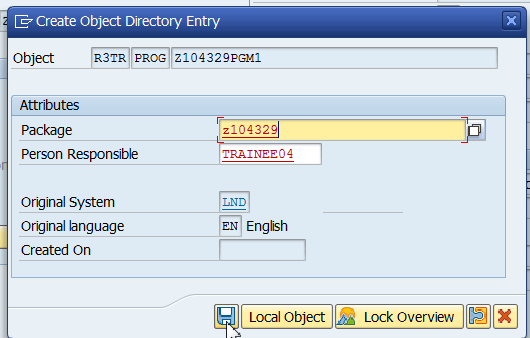 Create Object Directory Entry
Object R3TR PROG Z104329PGM1
Attributes
Package z104329
Person Responsible TRAINEE04
Original System LND
Original language EN English
Created On
Local Object Lock Overview